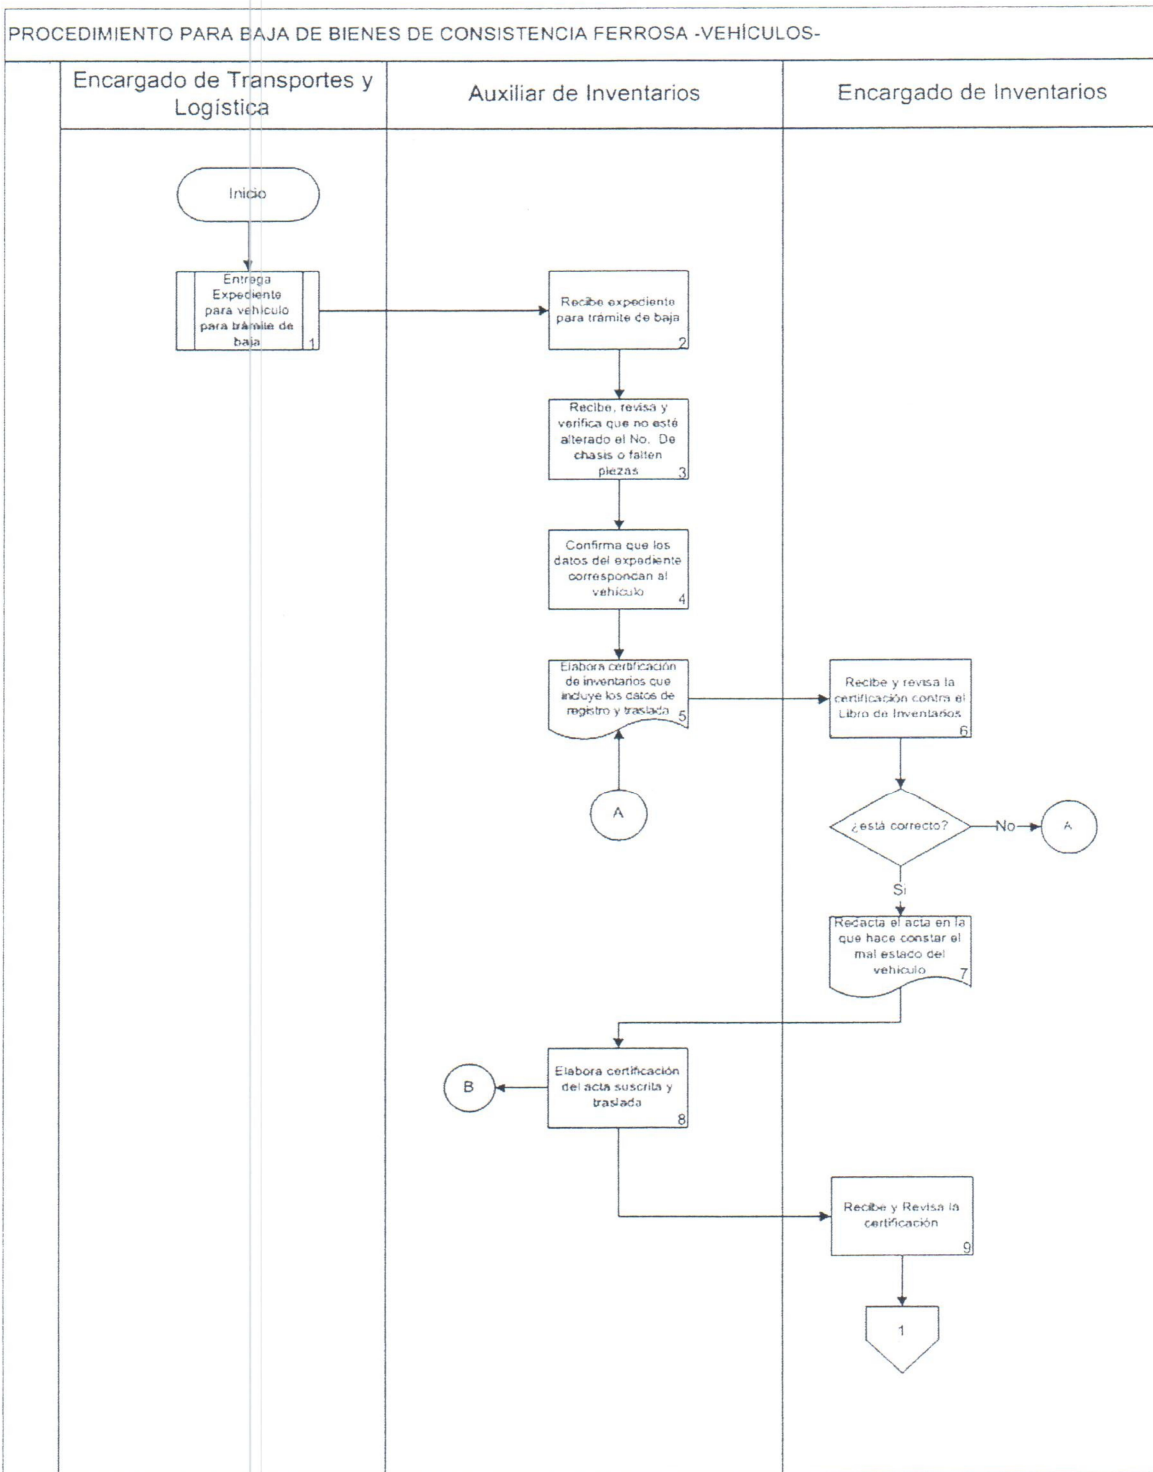 PROCEDIMIENTO PARA BAJA DE BIENES DE CONSISTENCIA FERROSA -VEHÍCULOS-
Encargado de Transportes y
Logística
Auxiliar de Inventarios
Encargado de Inventarios
Inicio
Entrega
Expediente
para vehículo
para trámite de
baja
1
Recibe expediente
para trámite de baja
2
Recibe, revisa y
verifica que no esté
alterado el No. De
chasis o falten
piezas
3
Confirma que los
datos del expediente
correspondan al
vehículo
4
Elabora certificación
de inventarios que
incluye los datos de
registro y traslada
5
Recibe y revisa la
certificación contra el
Libro de Inventarios
6
A
¿está correcto?
No
A
Si
Redacta el acta en la
que hace constar el
mal estado del
vehículo
7
B
Elabora certificación
del acta suscrita y
traslada
8
Recibe y Revisa la
certificación
9
1